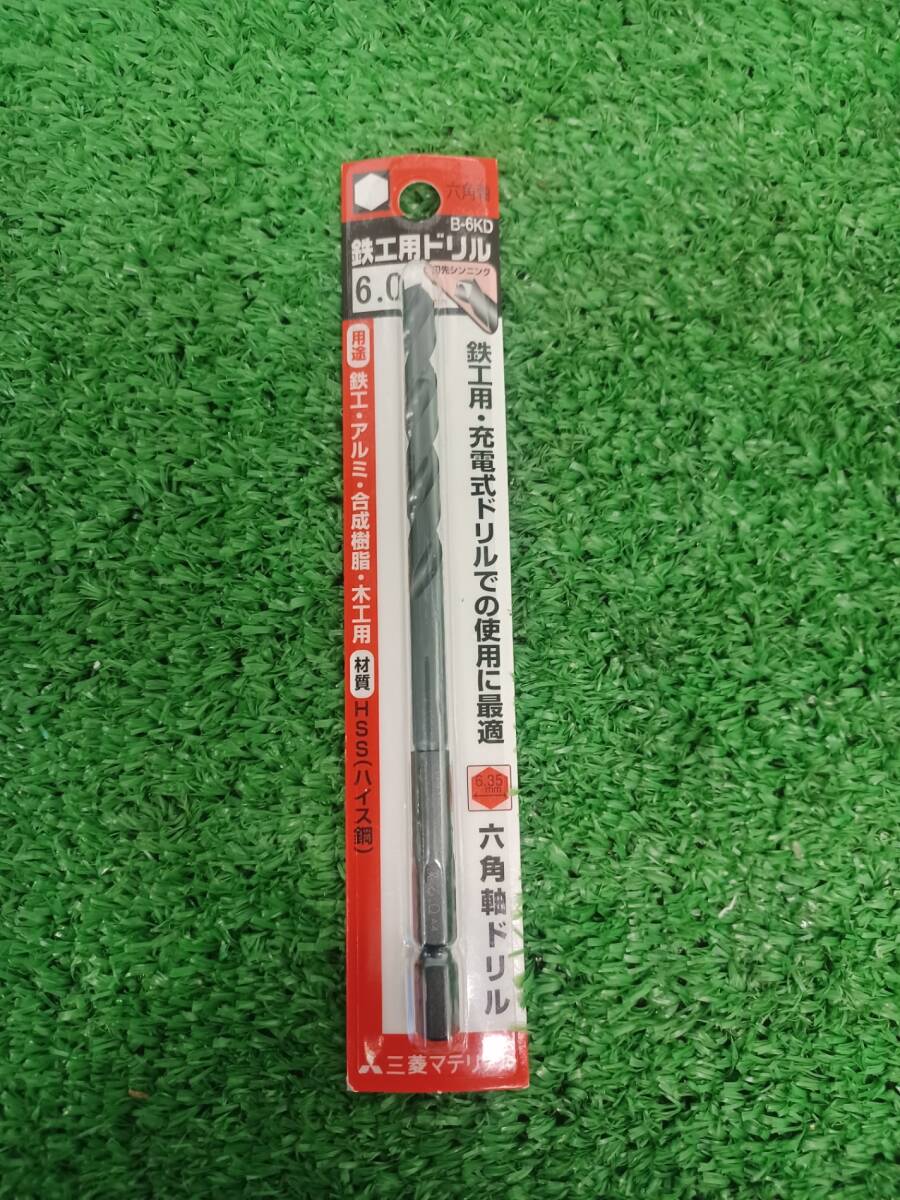 六角軸
B-6KD
鉄工用ドリル
6.0
刃先シンニング
用途
鉄工・アルミ・合成樹脂・木工用
材質
HSS(ハイス鋼)
鉄工用・充電式ドリルでの使用に最適
6.35
mm
六角軸ドリル
三菱マテリアル